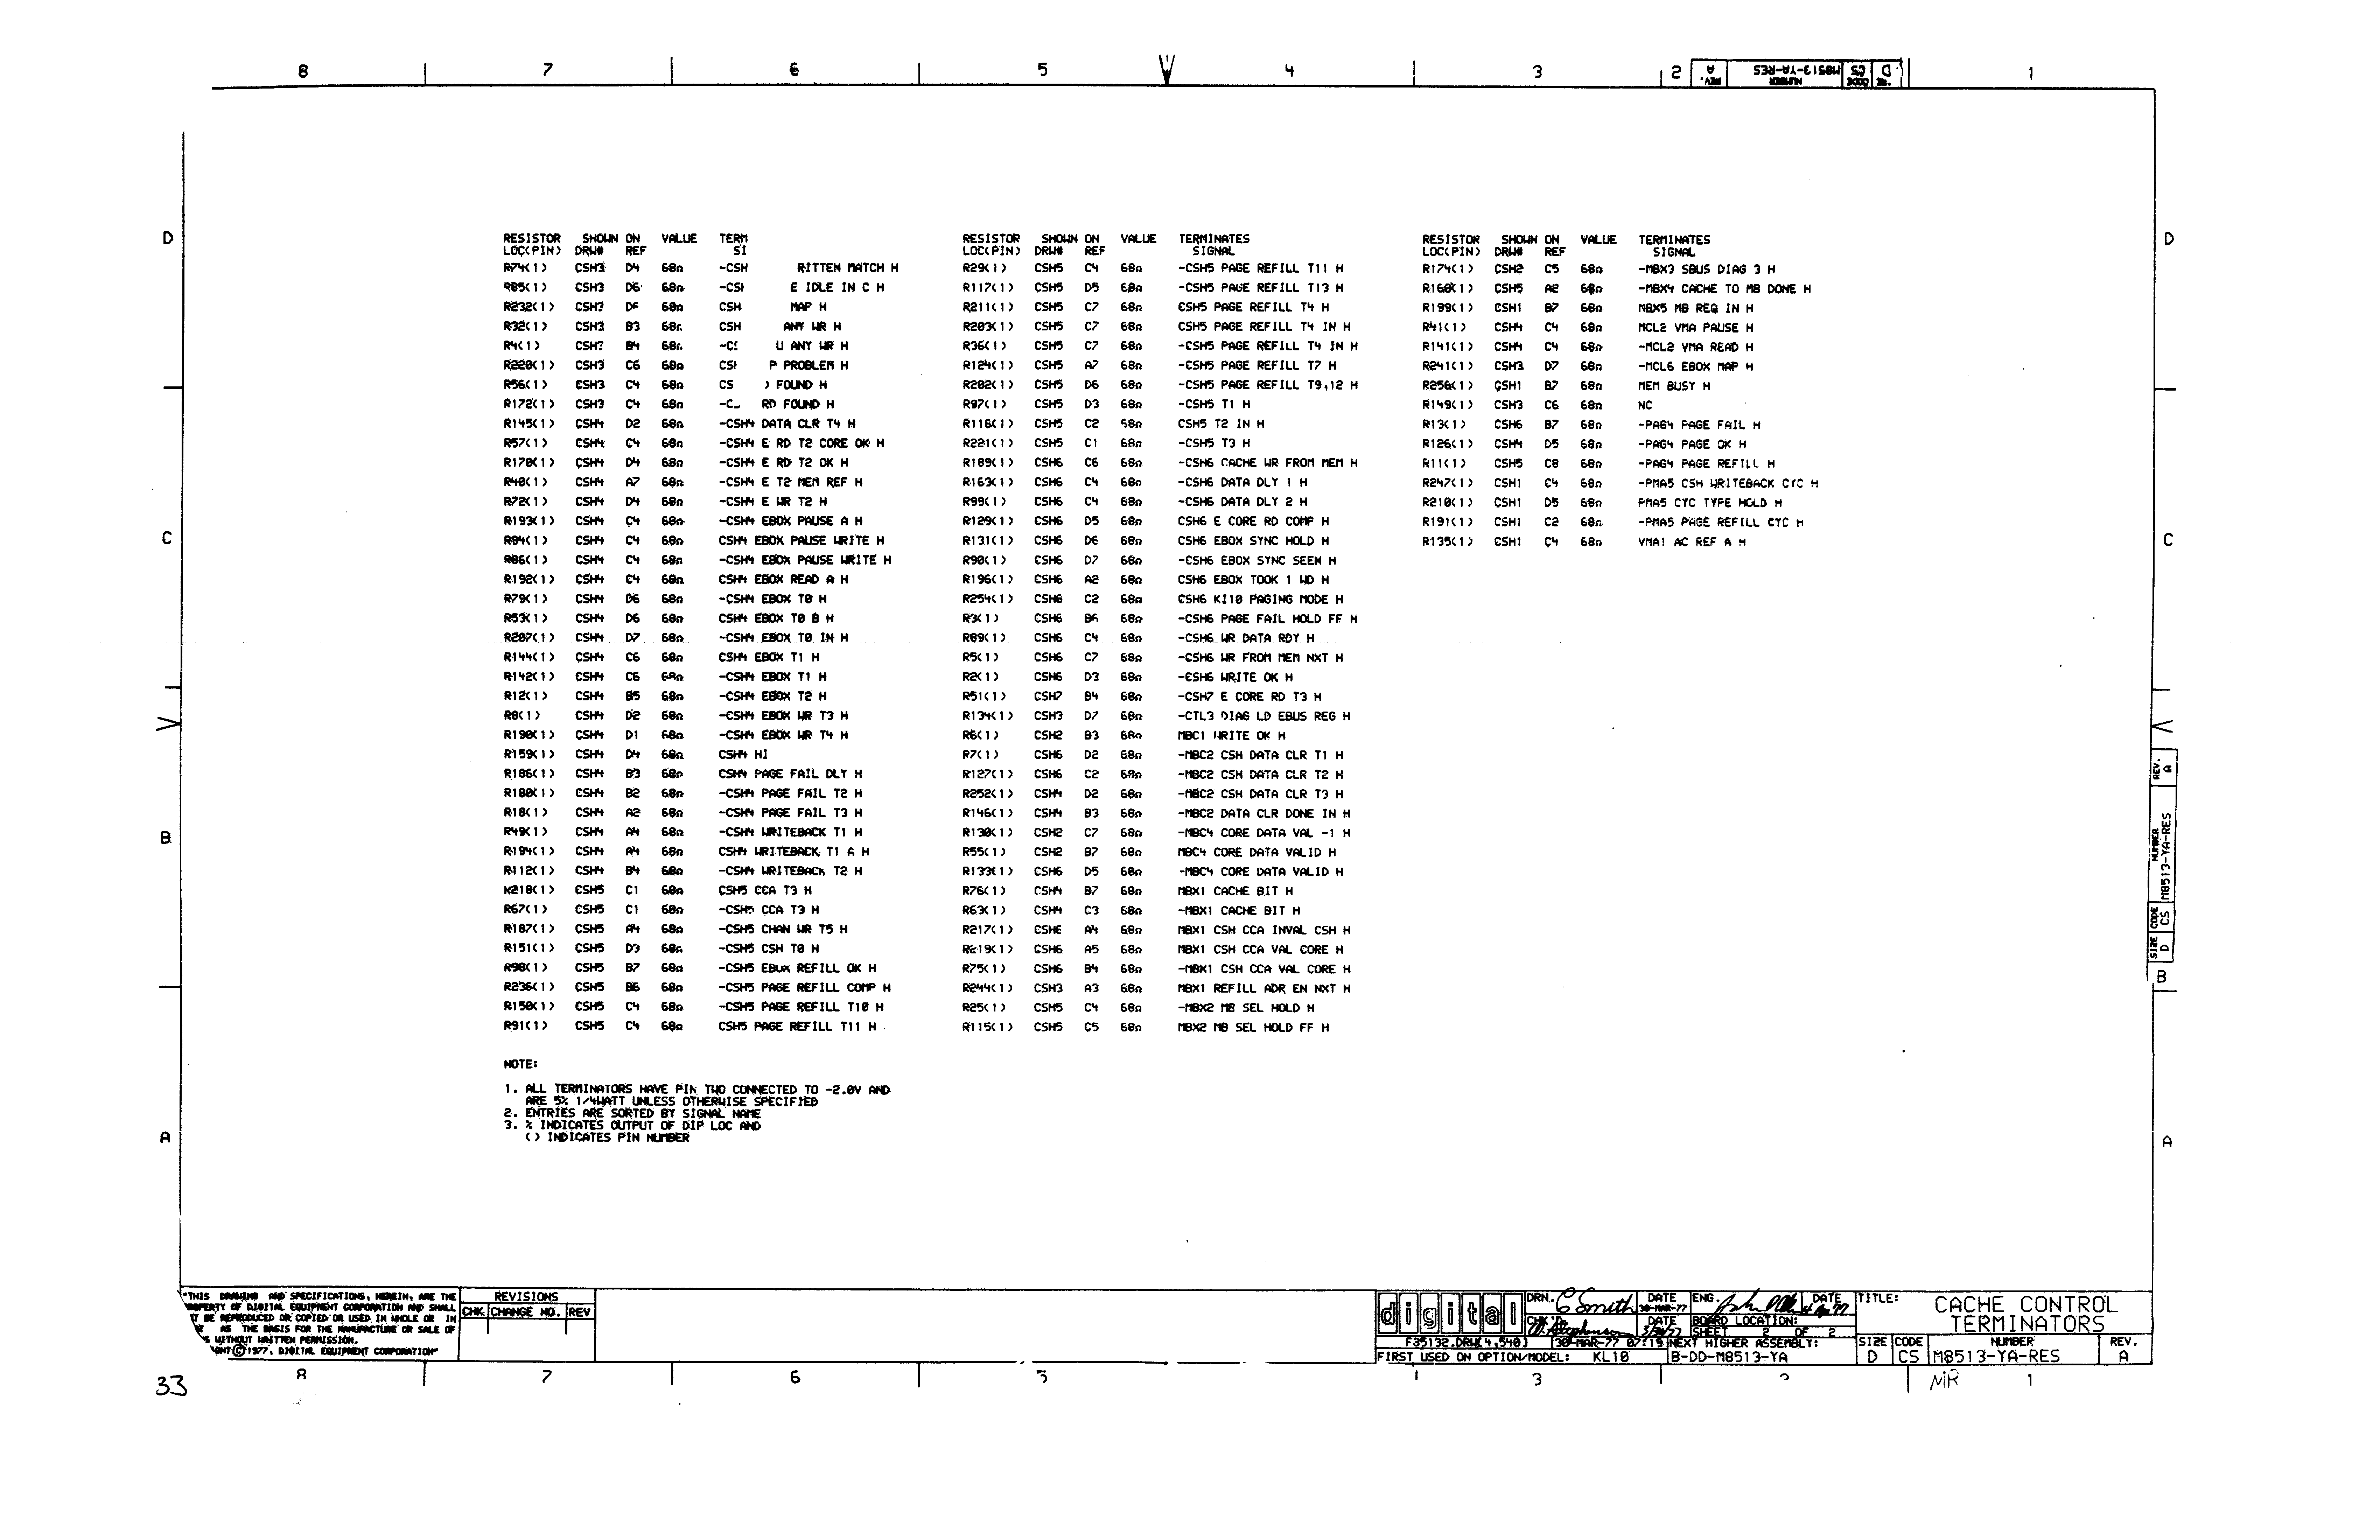 8 7 6 5 4 3 2 1
REV. A NUMBER M8513-YA-RES CODE CS D
D
C
B
A
RESISTOR SHOWN ON VALUE TERM
LOC(PIN) DRW# REF SI
R74(1) CSH3 D4 68Ω -CSH RITTEN MATCH H
R85(1) CSH3 D6 68Ω -CS E IDLE IN C H
R232(1) CSH3 68Ω CSH MAP H
R32(1) CSH3 B3 68 CSH ANY WR H
R4(1) B4 68 U ANY WR H
R220(1) CSH3 C6 68Ω P PROBLEM H
R56(1) CSH3 C4 68Ω CS FOUND H
R172(1) CSH3 C4 68Ω RD FOUND H
R145(1) CSH4 D2 68Ω -CSH4 DATA CLR T4 H
R57(1) CSH4 C4 68Ω -CSH4 E RD T2 CORE OK H
R170(1) CSH4 D4 68Ω -CSH4 E RD T2 OK H
R40(1) CSH4 A7 68Ω -CSH4 E T2 MEM REF H
R72(1) CSH4 D4 68Ω -CSH4 E WR T2 H
R193(1) CSH4 C4 68Ω -CSH4 EBOX PAUSE A H
R84(1) CSH4 C4 68Ω CSH4 EBOX PAUSE WRITE H
R86(1) CSH4 C4 68Ω -CSH4 EBOX PAUSE WRITE H
R192(1) CSH4 C4 68Ω CSH4 EBOX READ A H
R79(1) CSH4 D6 68Ω -CSH4 EBOX T0 H
R53(1) CSH4 D6 68Ω CSH4 EBOX T0 B H
R207(1) CSH4 D7 68Ω -CSH4 EBOX T0 IN H
R144(1) CSH4 C6 68Ω CSH4 EBOX T1 H
R142(1) CSH4 C6 68Ω -CSH4 EBOX T1 H
R12(1) CSH4 B5 68Ω -CSH4 EBOX T2 H
R8(1) CSH4 D2 68Ω -CSH4 EBOX WR T3 H
R190(1) CSH4 D1 68Ω -CSH4 EBOX WR T4 H
R159(1) CSH4 D4 68Ω CSH4 HI
R186(1) CSH4 B3 68Ω CSH4 PAGE FAIL DLY H
R180(1) CSH4 B2 68Ω -CSH4 PAGE FAIL T2 H
R18(1) CSH4 A2 68Ω -CSH4 PAGE FAIL T3 H
R49(1) CSH4 A4 68Ω -CSH4 WRITEBACK T1 H
R194(1) CSH4 A4 68Ω CSH4 WRITEBACK T1 A H
R112(1) CSH4 B4 68Ω -CSH4 WRITEBACK T2 H
R218(1) CSH5 C1 68Ω CSH5 CCA T3 H
R67(1) CSH5 C1 68Ω -CSH5 CCA T3 H
R187(1) CSH5 A4 68Ω -CSH5 CHAN WR T5 H
R151(1) CSH5 D3 68Ω -CSH5 CSH T0 H
R98(1) CSH5 B7 68Ω -CSH5 EBOX REFILL OK H
R236(1) CSH5 B6 68Ω -CSH5 PAGE REFILL COMP H
R150(1) CSH5 C4 68Ω -CSH5 PAGE REFILL T10 H
R91(1) CSH5 C4 68Ω CSH5 PAGE REFILL T11 H
RESISTOR SHOWN ON VALUE TERMINATES
LOC(PIN) DRW# REF SIGNAL
R29(1) CSH5 C4 68Ω -CSH5 PAGE REFILL T11 H
R117(1) CSH5 D5 68Ω -CSH5 PAGE REFILL T13 H
R211(1) CSH5 C7 68Ω CSH5 PAGE REFILL T4 H
R203(1) CSH5 C7 68Ω CSH5 PAGE REFILL T4 IN H
R36(1) CSH5 C7 68Ω -CSH5 PAGE REFILL T4 IN H
R124(1) CSH5 A7 68Ω -CSH5 PAGE REFILL T7 H
R202(1) CSH5 D6 68Ω -CSH5 PAGE REFILL T9,12 H
R97(1) CSH5 D3 68Ω -CSH5 T1 H
R116(1) CSH5 C2 68Ω CSH5 T2 IN H
R221(1) CSH5 C1 68Ω -CSH5 T3 H
R189(1) CSH6 C6 68Ω -CSH6 CACHE WR FROM MEM H
R163(1) CSH6 C4 68Ω -CSH6 DATA DLY 1 H
R99(1) CSH6 C4 68Ω -CSH6 DATA DLY 2 H
R129(1) CSH6 D5 68Ω CSH6 E CORE RD COMP H
R131(1) CSH6 D6 68Ω CSH6 EBOX SYNC HOLD H
R90(1) CSH6 D7 68Ω -CSH6 EBOX SYNC SEEN H
R196(1) CSH6 A2 68Ω CSH6 EBOX TOOK 1 WD H
R254(1) CSH6 C2 68Ω CSH6 KI10 PAGING MODE H
R3(1) CSH6 B6 68Ω -CSH6 PAGE FAIL HOLD FF H
R89(1) CSH6 C4 68Ω -CSH6 WR DATA RDY H
R5(1) CSH6 C7 68Ω -CSH6 WR FROM MEM NXT H
R2(1) CSH6 D3 68Ω -CSH6 WRITE OK H
R51(1) CSH7 B4 68Ω -CSH7 E CORE RD T3 H
R134(1) CSH3 D7 68Ω -CTL3 DIAG LD EBUS REG H
R6(1) CSH2 B3 68Ω MBC1 WRITE OK H
R7(1) CSH6 D2 68Ω -MBC2 CSH DATA CLR T1 H
R127(1) CSH6 C2 68Ω -MBC2 CSH DATA CLR T2 H
R252(1) CSH4 D2 68Ω -MBC2 CSH DATA CLR T3 H
R146(1) CSH4 B3 68Ω -MBC2 DATA CLR DONE IN H
R130(1) CSH2 C7 68Ω -MBC4 CORE DATA VAL -1 H
R55(1) CSH2 B7 68Ω MBC4 CORE DATA VALID H
R133(1) CSH6 D5 68Ω -MBC4 CORE DATA VALID H
R76(1) CSH4 B7 68Ω MBX1 CACHE BIT H
R63(1) CSH4 C3 68Ω -MBX1 CACHE BIT H
R217(1) CSH6 A4 68Ω MBX1 CSH CCA INVAL CSH H
R219(1) CSH6 A5 68Ω MBX1 CSH CCA VAL CORE H
R75(1) CSH6 B4 68Ω -MBX1 CSH CCA VAL CORE H
R244(1) CSH3 A3 68Ω MBX1 REFILL ADR EN NXT H
R25(1) CSH5 C4 68Ω -MBX2 MB SEL HOLD H
R115(1) CSH5 C5 68Ω MBX2 MB SEL HOLD FF H
RESISTOR SHOWN ON VALUE TERMINATES
LOC(PIN) DRW# REF SIGNAL
R174(1) CSH2 C5 68Ω -MBX3 SBUS DIAG 3 H
R160(1) CSH5 A2 68Ω -MBX4 CACHE TO MB DONE H
R199(1) CSH1 B7 68Ω MBX5 MB REQ IN H
R41(1) CSH4 C4 68Ω MCL2 VMA PAUSE H
R141(1) CSH4 C4 68Ω -MCL2 VMA READ H
R241(1) CSH3 D7 68Ω -MCL6 EBOX MAP H
R256(1) CSH1 B7 68Ω MEM BUSY H
R149(1) CSH3 C6 68Ω NC
R13(1) CSH6 B7 68Ω -PAG4 PAGE FAIL H
R126(1) CSH4 D5 68Ω -PAG4 PAGE OK H
R11(1) CSH5 C8 68Ω -PAG4 PAGE REFILL H
R247(1) CSH1 C4 68Ω -PMA5 CSH WRITEBACK CYC H
R210(1) CSH1 D5 68Ω PMA5 CYC TYPE HOLD H
R191(1) CSH1 C2 68Ω -PMA5 PAGE REFILL CYC H
R135(1) CSH1 C4 68Ω VMA1 AC REF A H
NOTE:
1. ALL TERMINATORS HAVE PIN TWO CONNECTED TO -2.0V AND
ARE 5% 1/4WATT UNLESS OTHERWISE SPECIFIED
2. ENTRIES ARE SORTED BY SIGNAL NAME
3. % INDICATES OUTPUT OF DIP LOC AND
() INDICATES PIN NUMBER
D
C
REV. A
NUMBER M8513-YA-RES
CODE CS
SIZE D
B
A
"THIS DRAWING AND SPECIFICATIONS, HEREIN, ARE THE
PROPERTY OF DIGITAL EQUIPMENT CORPORATION AND SHALL
BE REPRODUCED OR COPIED OR USED IN WHOLE OR IN
AS THE BASIS FOR THE MANUFACTURE OR SALE OF
WITHOUT WRITTEN PERMISSION.
© 1977, DIGITAL EQUIPMENT CORPORATION"
REVISIONS
CHK CHANGE NO. REV
digital
DRN. C Smith DATE 30-MAR-77
CHK'D Stephenson DATE
ENG. DATE
BOARD LOCATION:
SHEET 2 OF 2
F35132.DRW[4,540] 30-MAR-77 07:19 NEXT HIGHER ASSEMBLY:
FIRST USED ON OPTION/MODEL: KL10 B-DD-M8513-YA
TITLE: CACHE CONTROL
TERMINATORS
SIZE CODE NUMBER REV.
D CS M8513-YA-RES A
33 8 7 6 5 3 MR 1